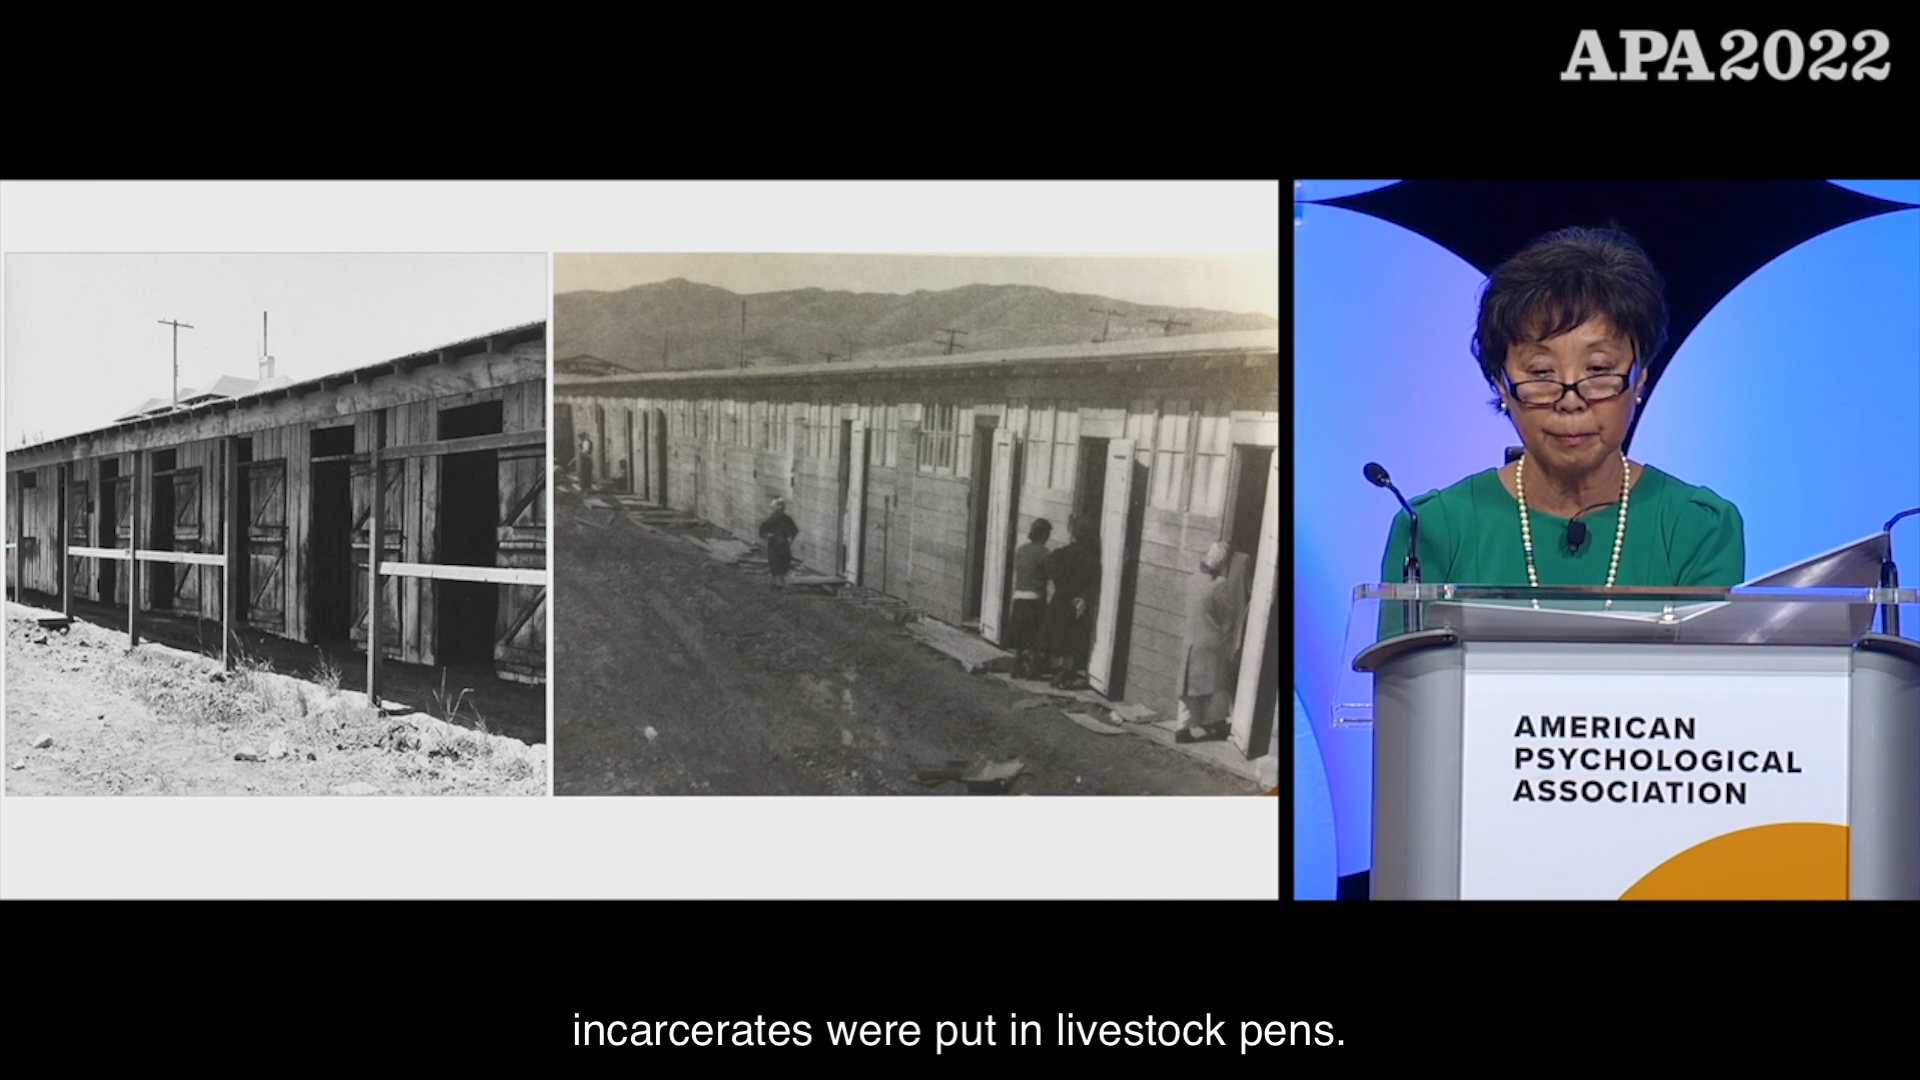 APA2022
AMERICAN
PSYCHOLOGICAL
ASSOCIATION
incarcerates were put in livestock pens.